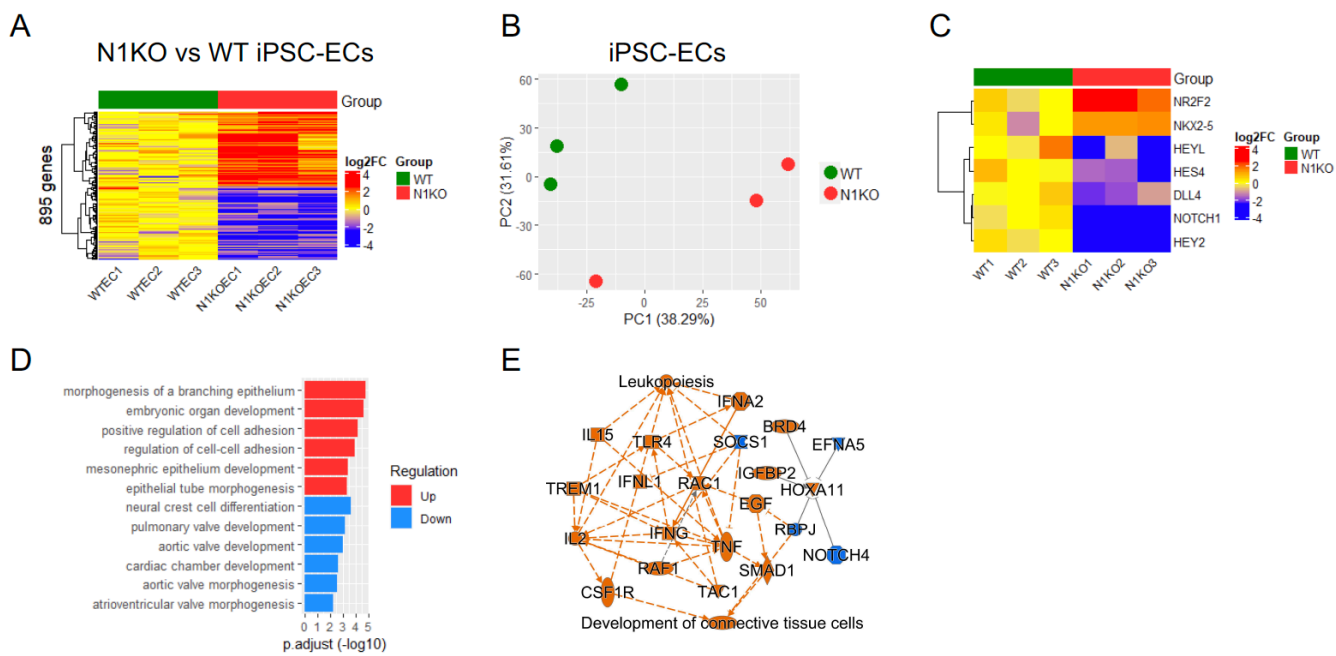 A
N1KO vs WT iPSC-ECs
Group
895 genes
log2FC
4
2
0
-2
-4
Group
WT
N1KO
WTEC1
WTEC2
WTEC3
N1KOEC1
N1KOEC2
N1KOEC3
B
iPSC-ECs
PC2 (31.61%)
60
30
0
-30
-60
-25
0
25
50
PC1 (38.29%)
WT
N1KO
C
Group
NR2F2
NKX2-5
HEYL
HES4
DLL4
NOTCH1
HEY2
WT1
WT2
WT3
N1KO1
N1KO2
N1KO3
log2FC
4
2
0
-2
-4
Group
WT
N1KO
D
morphogenesis of a branching epithelium
embryonic organ development
positive regulation of cell adhesion
regulation of cell-cell adhesion
mesonephric epithelium development
epithelial tube morphogenesis
neural crest cell differentiation
pulmonary valve development
aortic valve development
cardiac chamber development
aortic valve morphogenesis
atrioventricular valve morphogenesis
0 1 2 3 4 5
p.adjust (-log10)
Regulation
Up
Down
E
Leukopoiesis
IFNA2
BRD4
IL15
TLR4
SOCS1
EFNA5
IGFBP2
TREM1
IFNL1
RAC1
HOXA11
EGF
IL2
IFNG
TNF
RBPJ
NOTCH4
RAF1
SMAD1
CSF1R
TAC1
Development of connective tissue cells